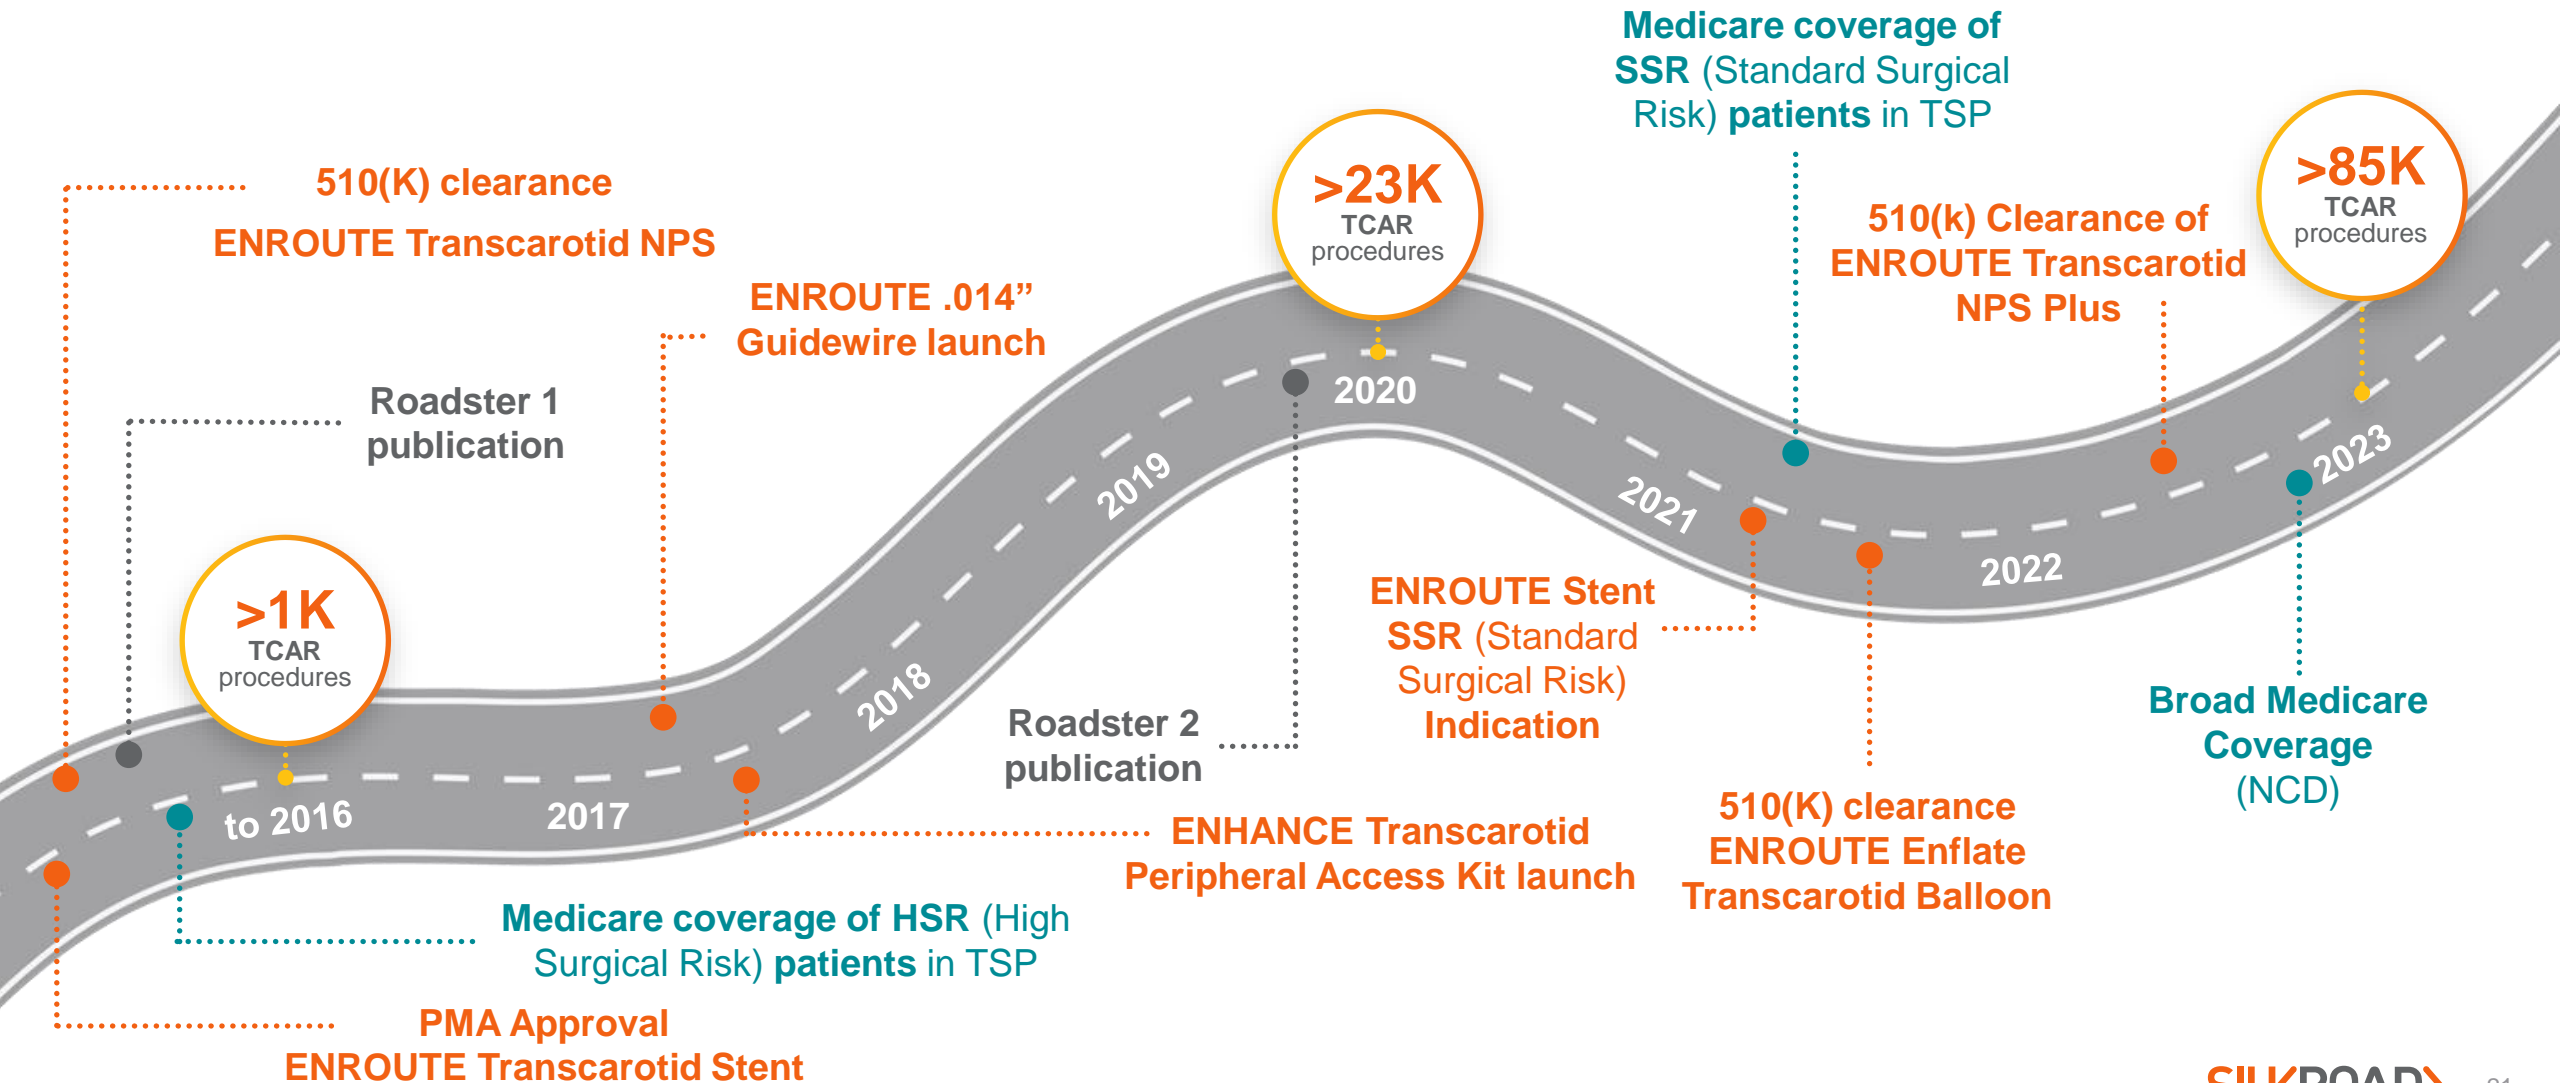 Medicare coverage of
SSR (Standard Surgical
Risk) patients in TSP
510(K) clearance
ENROUTE Transcarotid NPS
>23K
TCAR
procedures
>85K
TCAR
procedures
510(k) Clearance of
ENROUTE Transcarotid
NPS Plus
ENROUTE .014”
Guidewire launch
Roadster 1
publication
>1K
TCAR
procedures
to 2016
2017
2018
2019
2020
2021
2022
2023
ENROUTE Stent
SSR (Standard
Surgical Risk)
Indication
Roadster 2
publication
Broad Medicare
Coverage
(NCD)
ENHANCE Transcarotid
Peripheral Access Kit launch
510(K) clearance
ENROUTE Enflate
Transcarotid Balloon
Medicare coverage of HSR (High
Surgical Risk) patients in TSP
PMA Approval
ENROUTE Transcarotid Stent
SILKROAD